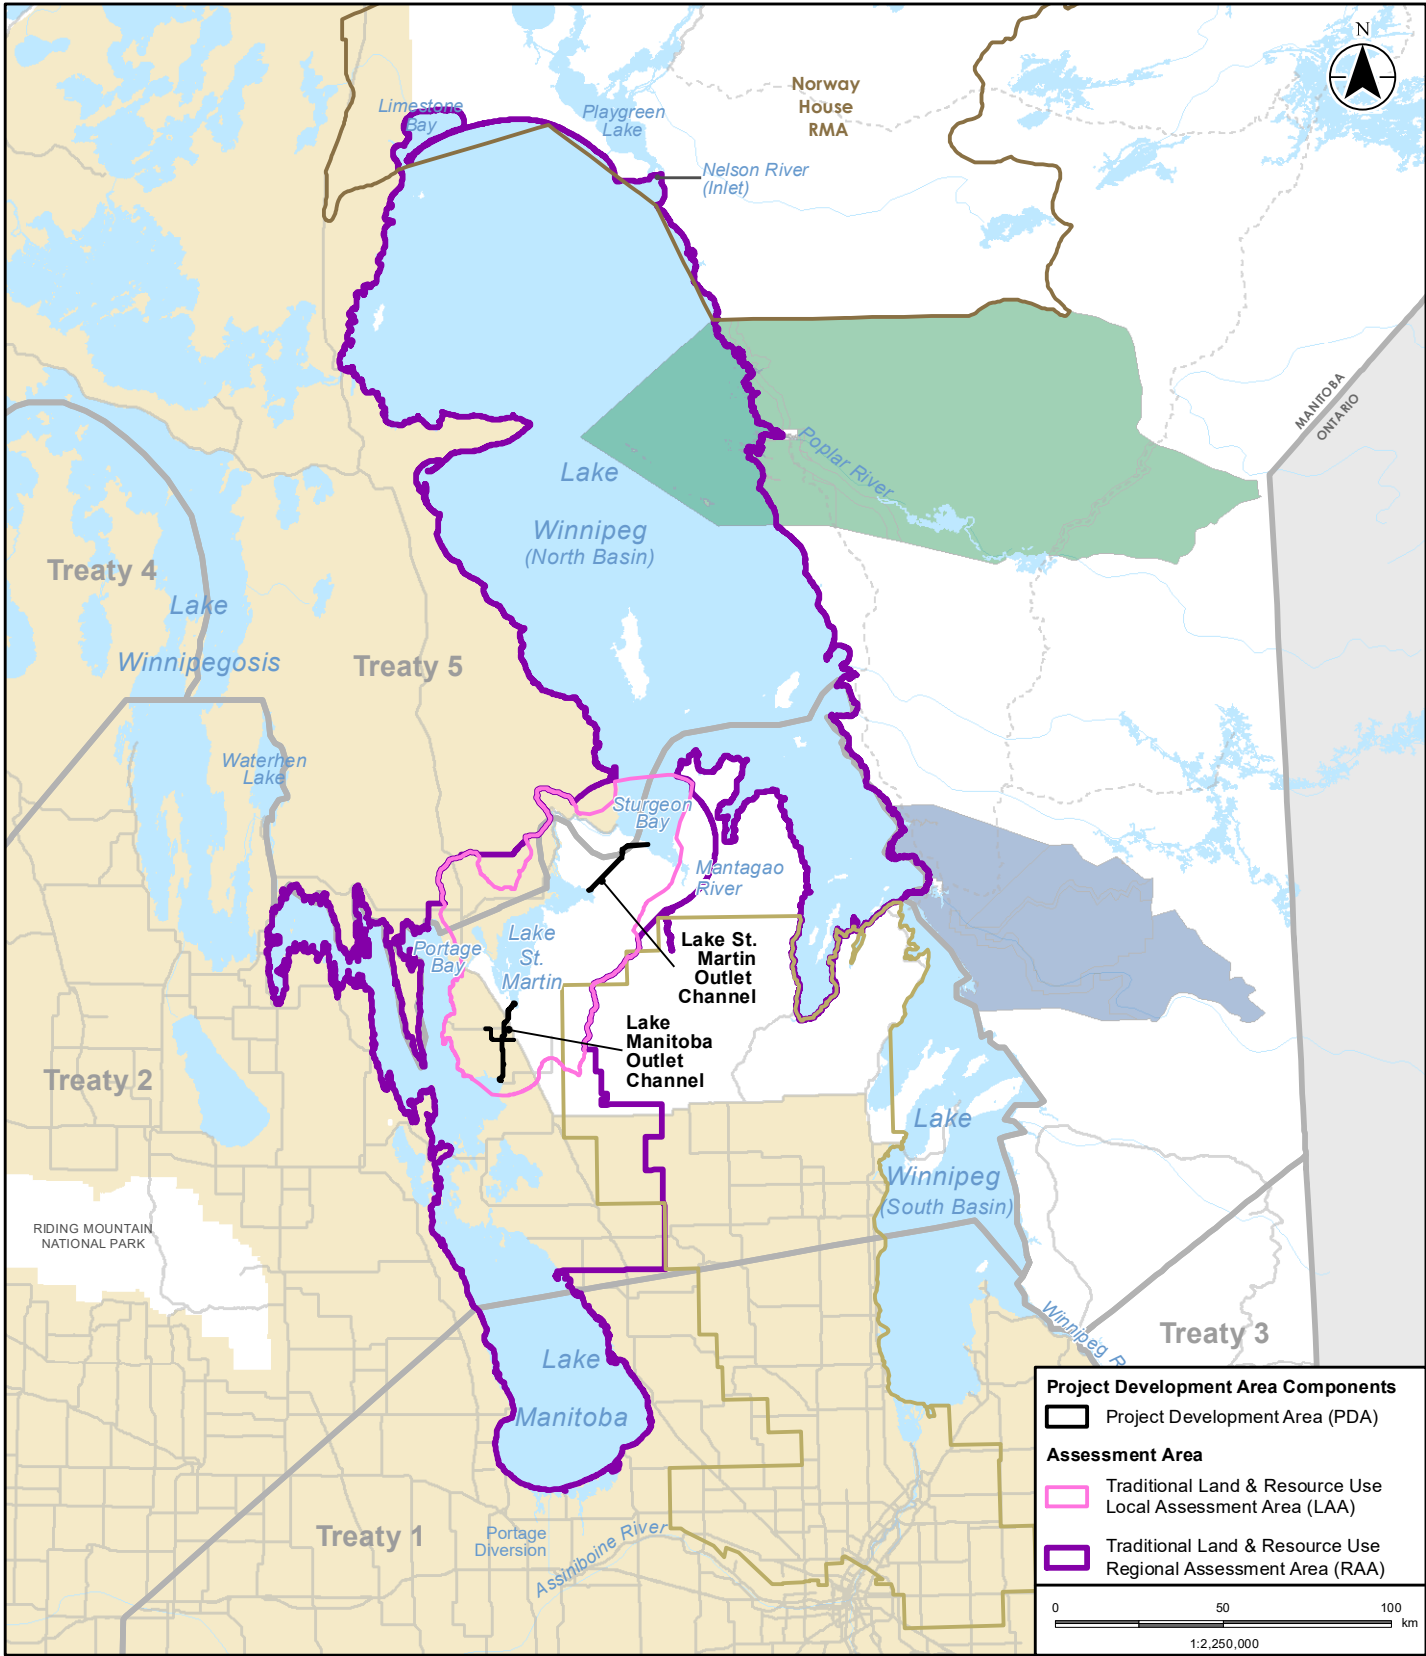 N
Norway
House
RMA
Limestone
Bay
Playgreen
Lake
Nelson River
(Inlet)
MANITOBA
ONTARIO
Poplar River
Lake
Winnipeg
(North Basin)
Treaty 4
Lake
Winnipegosis
Treaty 5
Waterhen
Lake
Sturgeon
Bay
Mantagao
River
Portage
Bay
Lake
St.
Martin
Lake St.
Martin
Outlet
Channel
Lake
Manitoba
Outlet
Channel
Treaty 2
Lake
Winnipeg
(South Basin)
RIDING MOUNTAIN
NATIONAL PARK
Winnipeg R
Treaty 3
Lake
Manitoba
Treaty 1
Portage
Diversion
Assiniboine River
Project Development Area Components
Project Development Area (PDA)
Assessment Area
Traditional Land & Resource Use
Local Assessment Area (LAA)
Traditional Land & Resource Use
Regional Assessment Area (RAA)
0 50 100
km
1:2,250,000